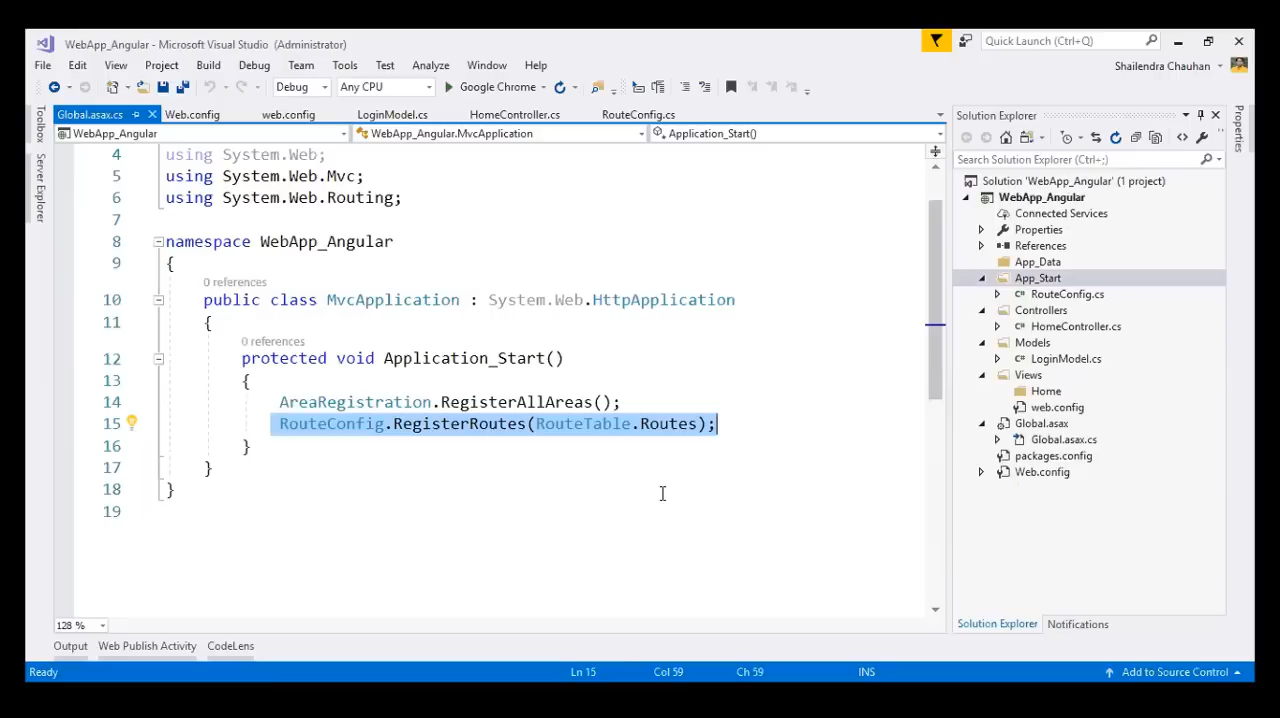 WebApp_Angular - Microsoft Visual Studio (Administrator)
Quick Launch (Ctrl+Q)
File Edit View Project Build Debug Team Tools Test Analyze Window Help
Shailendra Chauhan
Debug Any CPU Google Chrome
Global.asax.cs Web.config web.config LoginModel.cs HomeController.cs RouteConfig.cs
WebApp_Angular WebApp_Angular.MvcApplication Application_Start()
Toolbox
Server Explorer
4 using System.Web;
5 using System.Web.Mvc;
6 using System.Web.Routing;
7
8 namespace WebApp_Angular
9 {
0 references
10 public class MvcApplication : System.Web.HttpApplication
11 {
0 references
12 protected void Application_Start()
13 {
14 AreaRegistration.RegisterAllAreas();
15 RouteConfig.RegisterRoutes(RouteTable.Routes);
16 }
17 }
18 }
19
128 %
Output Web Publish Activity CodeLens
Solution Explorer
Search Solution Explorer (Ctrl+;)
Solution 'WebApp_Angular' (1 project)
WebApp_Angular
Connected Services
Properties
References
App_Data
App_Start
RouteConfig.cs
Controllers
HomeController.cs
Models
LoginModel.cs
Views
Home
web.config
Global.asax
Global.asax.cs
packages.config
Web.config
Solution Explorer Notifications
Properties
Ready Ln 15 Col 59 Ch 59 INS Add to Source Control